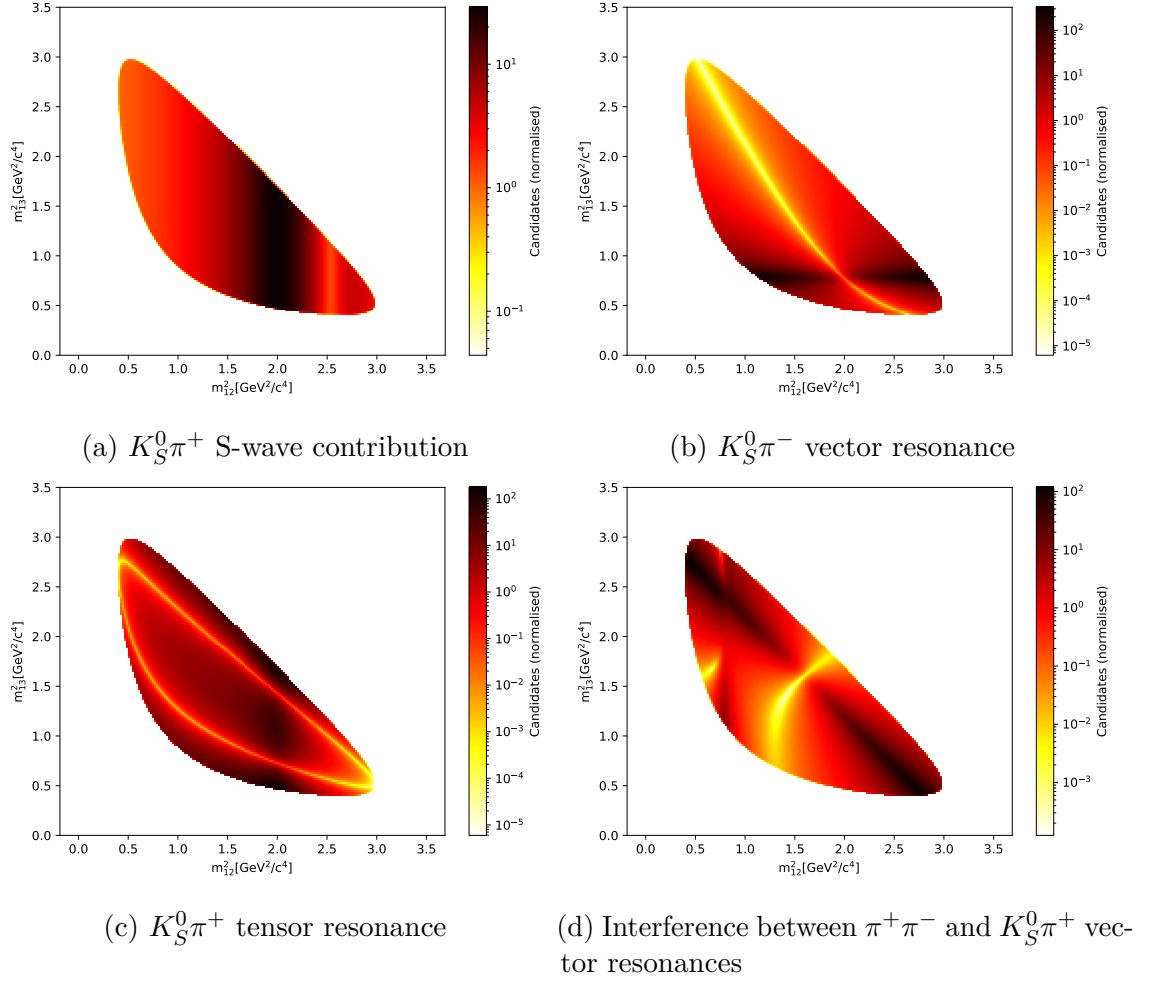 3.5
3.0
2.5
2.0
1.5
1.0
0.5
0.0
m²₁₃[GeV²/c⁴]
0.0 0.5 1.0 1.5 2.0 2.5 3.0 3.5
m²₁₂[GeV²/c⁴]
10¹
10⁰
10⁻¹
Candidates (normalised)
(a) K⁰_Sπ⁺ S-wave contribution
3.5
3.0
2.5
2.0
1.5
1.0
0.5
0.0
m²₁₃[GeV²/c⁴]
0.0 0.5 1.0 1.5 2.0 2.5 3.0 3.5
m²₁₂[GeV²/c⁴]
10²
10¹
10⁰
10⁻¹
10⁻²
10⁻³
10⁻⁴
10⁻⁵
Candidates (normalised)
(b) K⁰_Sπ⁻ vector resonance
3.5
3.0
2.5
2.0
1.5
1.0
0.5
0.0
m²₁₃[GeV²/c⁴]
0.0 0.5 1.0 1.5 2.0 2.5 3.0 3.5
m²₁₂[GeV²/c⁴]
10²
10¹
10⁰
10⁻¹
10⁻²
10⁻³
10⁻⁴
10⁻⁵
Candidates (normalised)
(c) K⁰_Sπ⁺ tensor resonance
3.5
3.0
2.5
2.0
1.5
1.0
0.5
0.0
m²₁₃[GeV²/c⁴]
0.0 0.5 1.0 1.5 2.0 2.5 3.0 3.5
m²₁₂[GeV²/c⁴]
10²
10¹
10⁰
10⁻¹
10⁻²
10⁻³
Candidates (normalised)
(d) Interference between π⁺π⁻ and K⁰_Sπ⁺ vec-
tor resonances